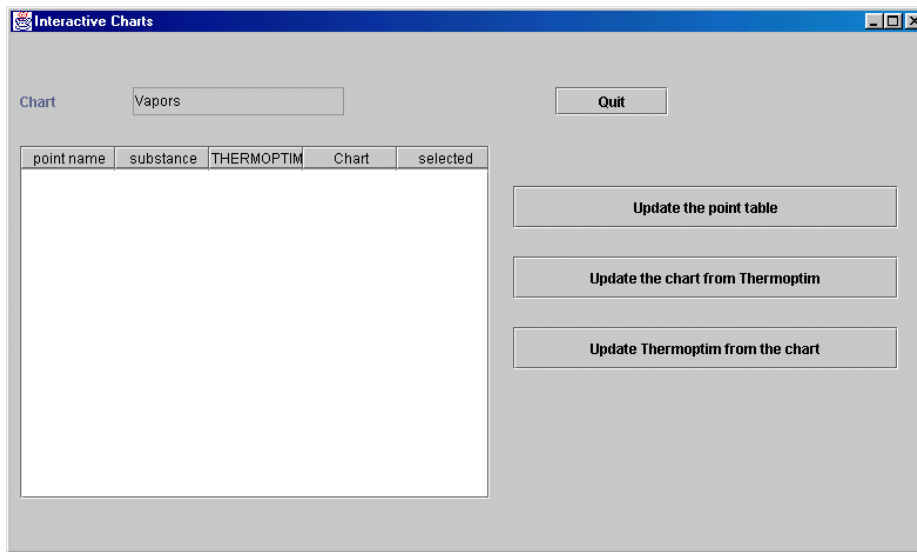 Interactive Charts
Chart Vapors Quit
point name substance THERMOPTIM Chart selected
Update the point table
Update the chart from Thermoptim
Update Thermoptim from the chart